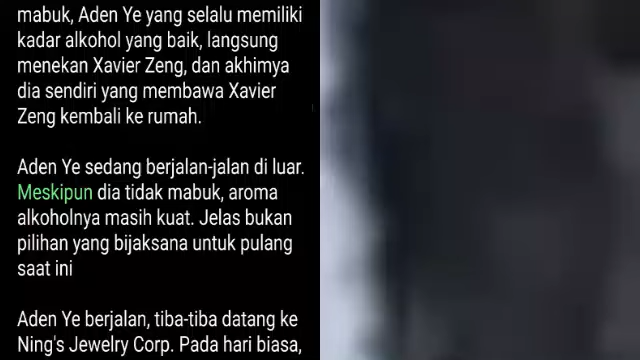 mabuk, Aden Ye yang selalu memiliki
kadar alkohol yang baik, langsung
menekan Xavier Zeng, dan akhirnya
dia sendiri yang membawa Xavier
Zeng kembali ke rumah.
Aden Ye sedang berjalan-jalan di luar.
Meskipun dia tidak mabuk, aroma
alkoholnya masih kuat. Jelas bukan
pilihan yang bijaksana untuk pulang
saat ini
Aden Ye berjalan, tiba-tiba datang ke
Ning's Jewelry Corp. Pada hari biasa,